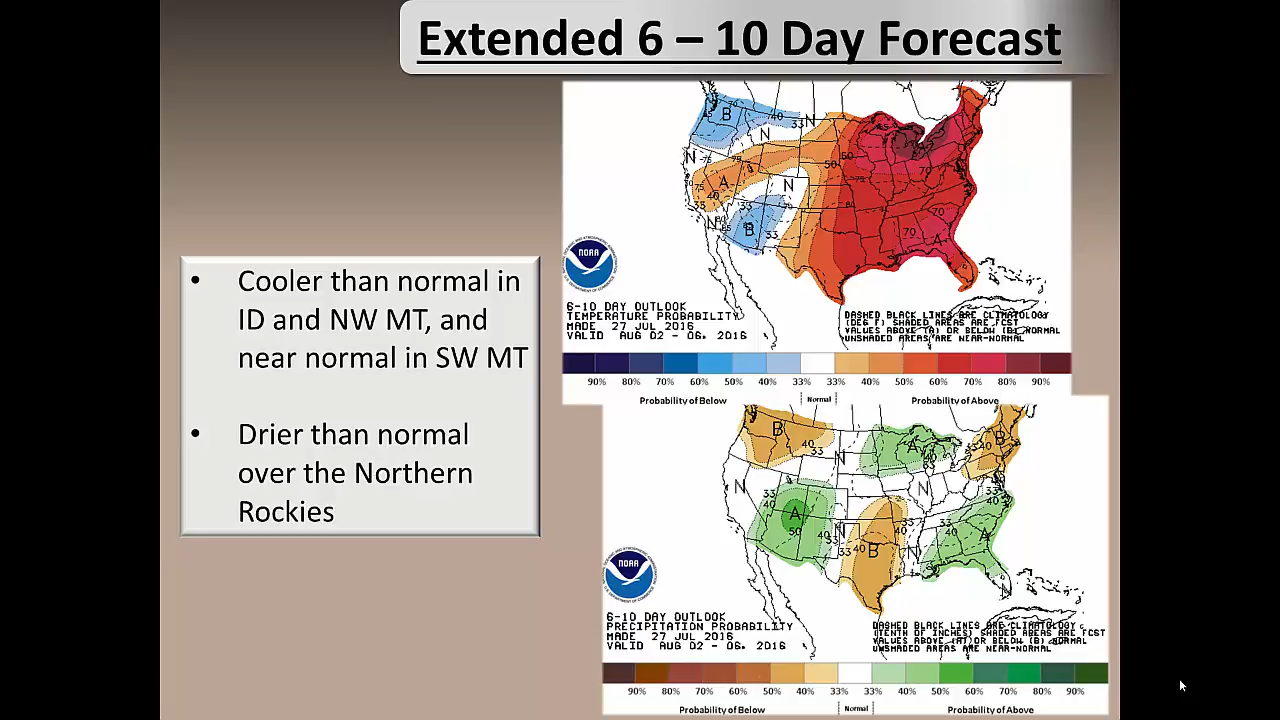 Extended 6 – 10 Day Forecast
• Cooler than normal in
ID and NW MT, and
near normal in SW MT
• Drier than normal
over the Northern
Rockies
NOAA
6-10 DAY OUTLOOK
TEMPERATURE PROBABILITY
MADE 27 JUL 2016
VALID AUG 02 - 06, 2016
DASHED BLACK LINES ARE CLIMATOLOGY
(DEG F) SHADED AREAS ARE FCST
VALUES ABOVE (A) OR BELOW (B) NORMAL
UNSHADED AREAS ARE NEAR-NORMAL
90% 80% 70% 60% 50% 40% 33% 33% 40% 50% 60% 70% 80% 90%
Probability of Below Normal Probability of Above
NOAA
6-10 DAY OUTLOOK
PRECIPITATION PROBABILITY
MADE 27 JUL 2016
VALID AUG 02 - 06, 2016
DASHED BLACK LINES ARE CLIMATOLOGY
(TENTH OF INCHES) SHADED AREAS ARE FCST
VALUES ABOVE (A) OR BELOW (B) NORMAL
UNSHADED AREAS ARE NEAR-NORMAL
90% 80% 70% 60% 50% 40% 33% 33% 40% 50% 60% 70% 80% 90%
Probability of Below Normal Probability of Above